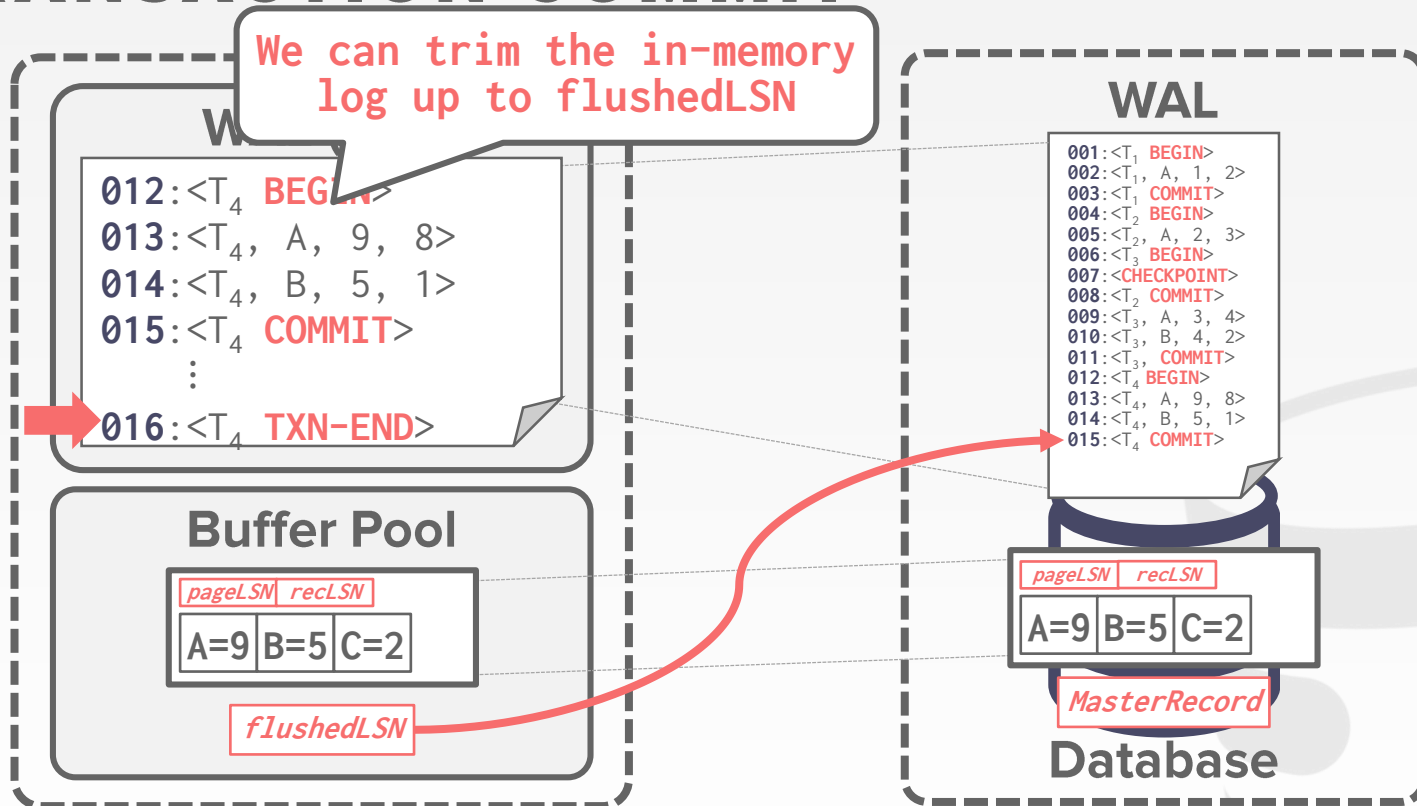 We can trim the in-memory
log up to flushedLSN
012:<T4 BEGIN>
013:<T4, A, 9, 8>
014:<T4, B, 5, 1>
015:<T4 COMMIT>
⋮
016:<T4 TXN-END>
Buffer Pool
pageLSN recLSN
A=9 B=5 C=2
flushedLSN
WAL
001:<T1 BEGIN>
002:<T1, A, 1, 2>
003:<T1 COMMIT>
004:<T2 BEGIN>
005:<T2, A, 2, 3>
006:<T3 BEGIN>
007:<CHECKPOINT>
008:<T2 COMMIT>
009:<T3, A, 3, 4>
010:<T3, B, 4, 2>
011:<T3, COMMIT>
012:<T4 BEGIN>
013:<T4, A, 9, 8>
014:<T4, B, 5, 1>
015:<T4 COMMIT>
pageLSN recLSN
A=9 B=5 C=2
MasterRecord
Database